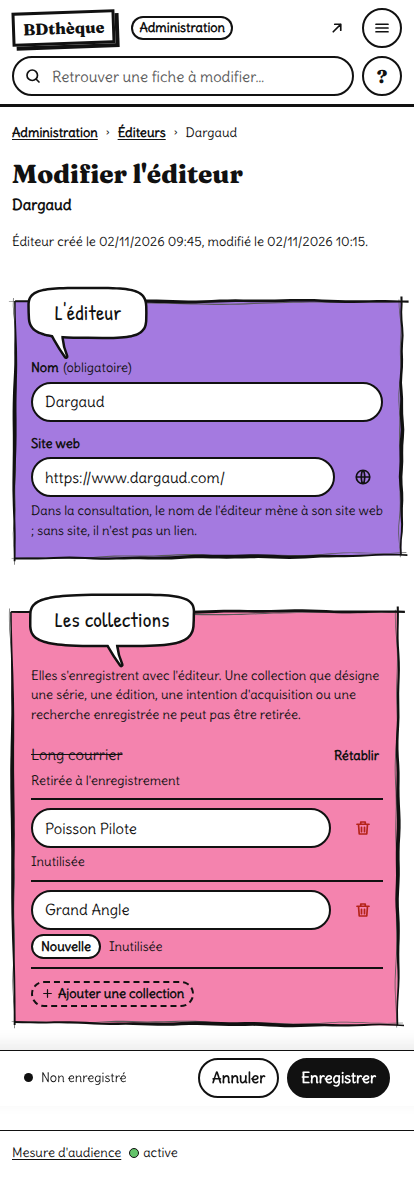 BDthèque
Administration
Retrouver une fiche à modifier...
?
Administration › Éditeurs › Dargaud
Modifier l'éditeur
Dargaud
Éditeur créé le 02/11/2026 09:45, modifié le 02/11/2026 10:15.
L'éditeur
Nom (obligatoire)
Dargaud
Site web
https://www.dargaud.com/
Dans la consultation, le nom de l'éditeur mène à son site web
; sans site, il n'est pas un lien.
Les collections
Elles s'enregistrent avec l'éditeur. Une collection que désigne
une série, une édition, une intention d'acquisition ou une
recherche enregistrée ne peut pas être retirée.
Long courrier Rétablir
Retirée à l'enregistrement
Poisson Pilote
Inutilisée
Grand Angle
Nouvelle Inutilisée
+ Ajouter une collection
Non enregistré Annuler Enregistrer
Mesure d'audience active